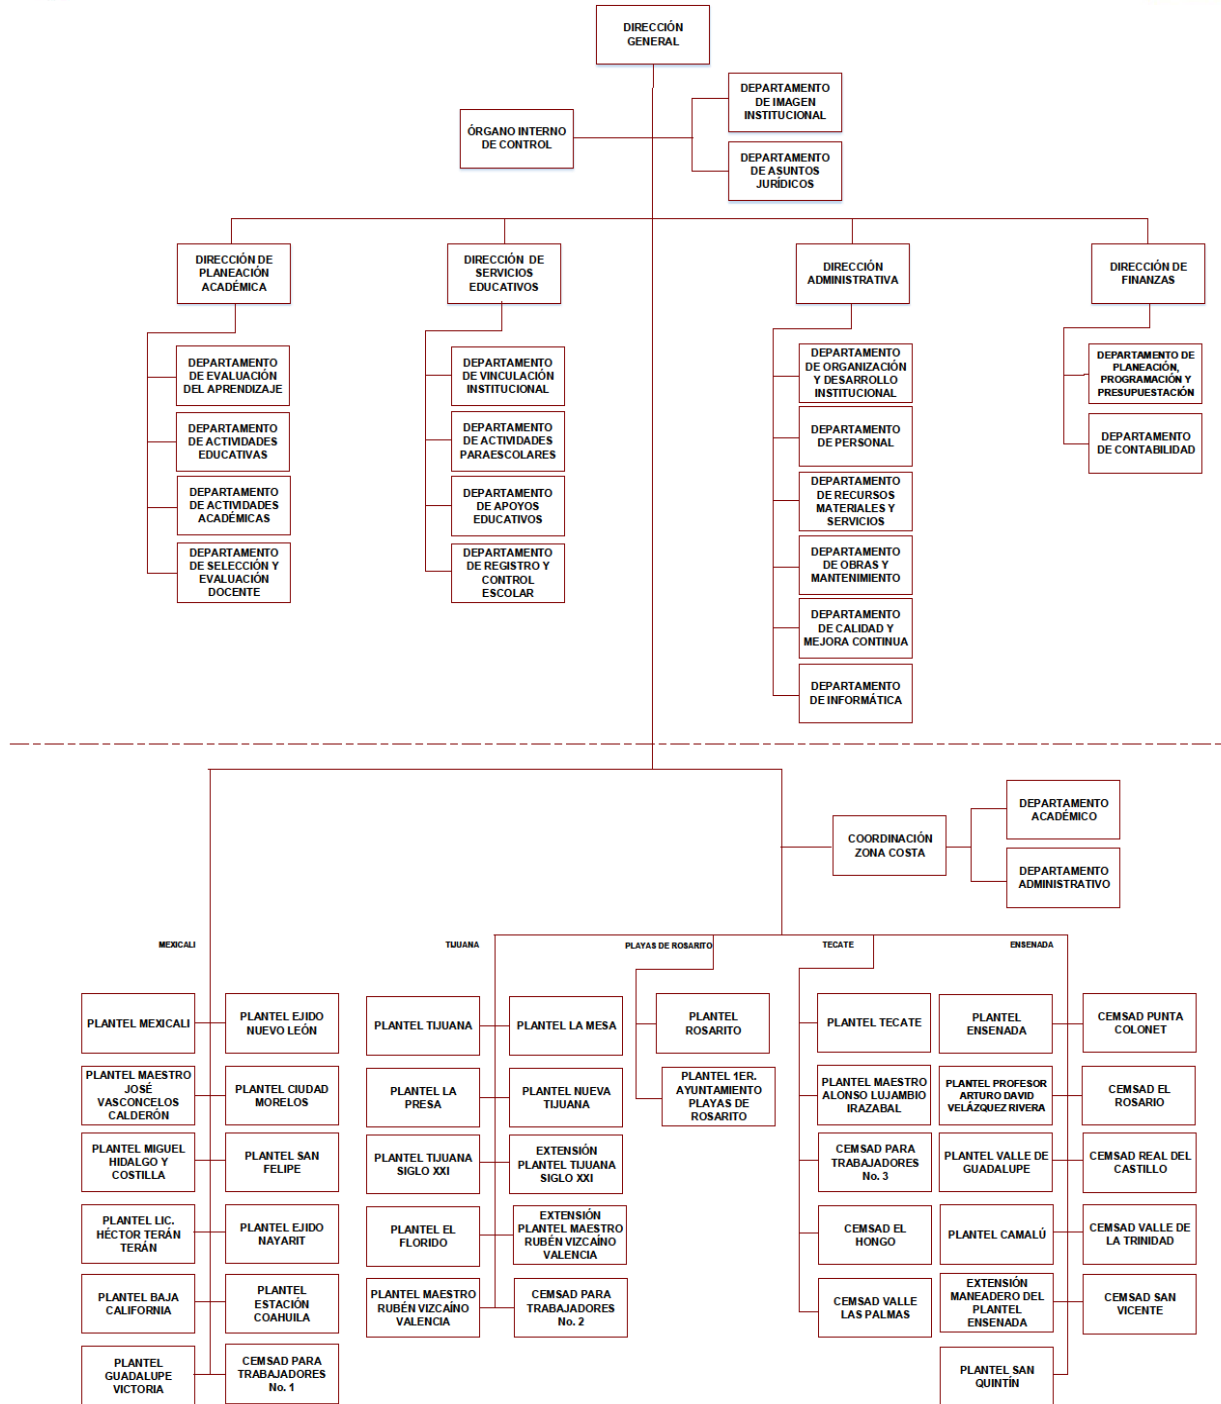 DIRECCIÓN
GENERAL
DEPARTAMENTO
DE IMAGEN
INSTITUCIONAL
ÓRGANO INTERNO
DE CONTROL
DEPARTAMENTO
DE ASUNTOS
JURÍDICOS
DIRECCIÓN DE
PLANEACIÓN
ACADÉMICA
DIRECCIÓN DE
SERVICIOS
EDUCATIVOS
DIRECCIÓN
ADMINISTRATIVA
DIRECCIÓN DE
FINANZAS
DEPARTAMENTO
DE EVALUACIÓN
DEL APRENDIZAJE
DEPARTAMENTO
DE ACTIVIDADES
EDUCATIVAS
DEPARTAMENTO
DE ACTIVIDADES
ACADÉMICAS
DEPARTAMENTO
DE SELECCIÓN Y
EVALUACIÓN
DOCENTE
DEPARTAMENTO
DE VINCULACIÓN
INSTITUCIONAL
DEPARTAMENTO
DE ACTIVIDADES
PARAESCOLARES
DEPARTAMENTO
DE APOYOS
EDUCATIVOS
DEPARTAMENTO
DE REGISTRO Y
CONTROL
ESCOLAR
DEPARTAMENTO
DE ORGANIZACIÓN
Y DESARROLLO
INSTITUCIONAL
DEPARTAMENTO
DE PERSONAL
DEPARTAMENTO
DE RECURSOS
MATERIALES Y
SERVICIOS
DEPARTAMENTO
DE OBRAS Y
MANTENIMIENTO
DEPARTAMENTO
DE CALIDAD Y
MEJORA CONTINUA
DEPARTAMENTO
DE INFORMÁTICA
DEPARTAMENTO DE
PLANEACIÓN,
PROGRAMACIÓN Y
PRESUPUESTACIÓN
DEPARTAMENTO
DE CONTABILIDAD
COORDINACIÓN
ZONA COSTA
DEPARTAMENTO
ACADÉMICO
DEPARTAMENTO
ADMINISTRATIVO
MEXICALI
PLANTEL MEXICALI
PLANTEL EJIDO
NUEVO LEÓN
PLANTEL MAESTRO
JOSÉ
VASCONCELOS
CALDERÓN
PLANTEL CIUDAD
MORELOS
PLANTEL MIGUEL
HIDALGO Y
COSTILLA
PLANTEL SAN
FELIPE
PLANTEL LIC.
HÉCTOR TERÁN
TERÁN
PLANTEL EJIDO
NAYARIT
PLANTEL BAJA
CALIFORNIA
PLANTEL
ESTACIÓN
COAHUILA
PLANTEL
GUADALUPE
VICTORIA
CEMSAD PARA
TRABAJADORES
No. 1
TIJUANA
PLANTEL TIJUANA
PLANTEL LA MESA
PLANTEL LA
PRESA
PLANTEL NUEVA
TIJUANA
PLANTEL TIJUANA
SIGLO XXI
EXTENSIÓN
PLANTEL TIJUANA
SIGLO XXI
PLANTEL EL
FLORIDO
EXTENSIÓN
PLANTEL MAESTRO
RUBÉN VIZCAÍNO
VALENCIA
PLANTEL MAESTRO
RUBÉN VIZCAÍNO
VALENCIA
CEMSAD PARA
TRABAJADORES
No. 2
PLAYAS DE ROSARITO
PLANTEL
ROSARITO
PLANTEL 1ER.
AYUNTAMIENTO
PLAYAS DE
ROSARITO
TECATE
PLANTEL TECATE
PLANTEL MAESTRO
ALONSO LUJAMBIO
IRAZABAL
CEMSAD PARA
TRABAJADORES
No. 3
CEMSAD EL
HONGO
CEMSAD VALLE
LAS PALMAS
ENSENADA
PLANTEL
ENSENADA
CEMSAD PUNTA
COLONET
PLANTEL PROFESOR
ARTURO DAVID
VELÁZQUEZ RIVERA
CEMSAD EL
ROSARIO
PLANTEL VALLE DE
GUADALUPE
CEMSAD REAL DEL
CASTILLO
PLANTEL CAMALÚ
CEMSAD VALLE DE
LA TRINIDAD
EXTENSIÓN
MANEADERO DEL
PLANTEL
ENSENADA
CEMSAD SAN
VICENTE
PLANTEL SAN
QUINTÍN